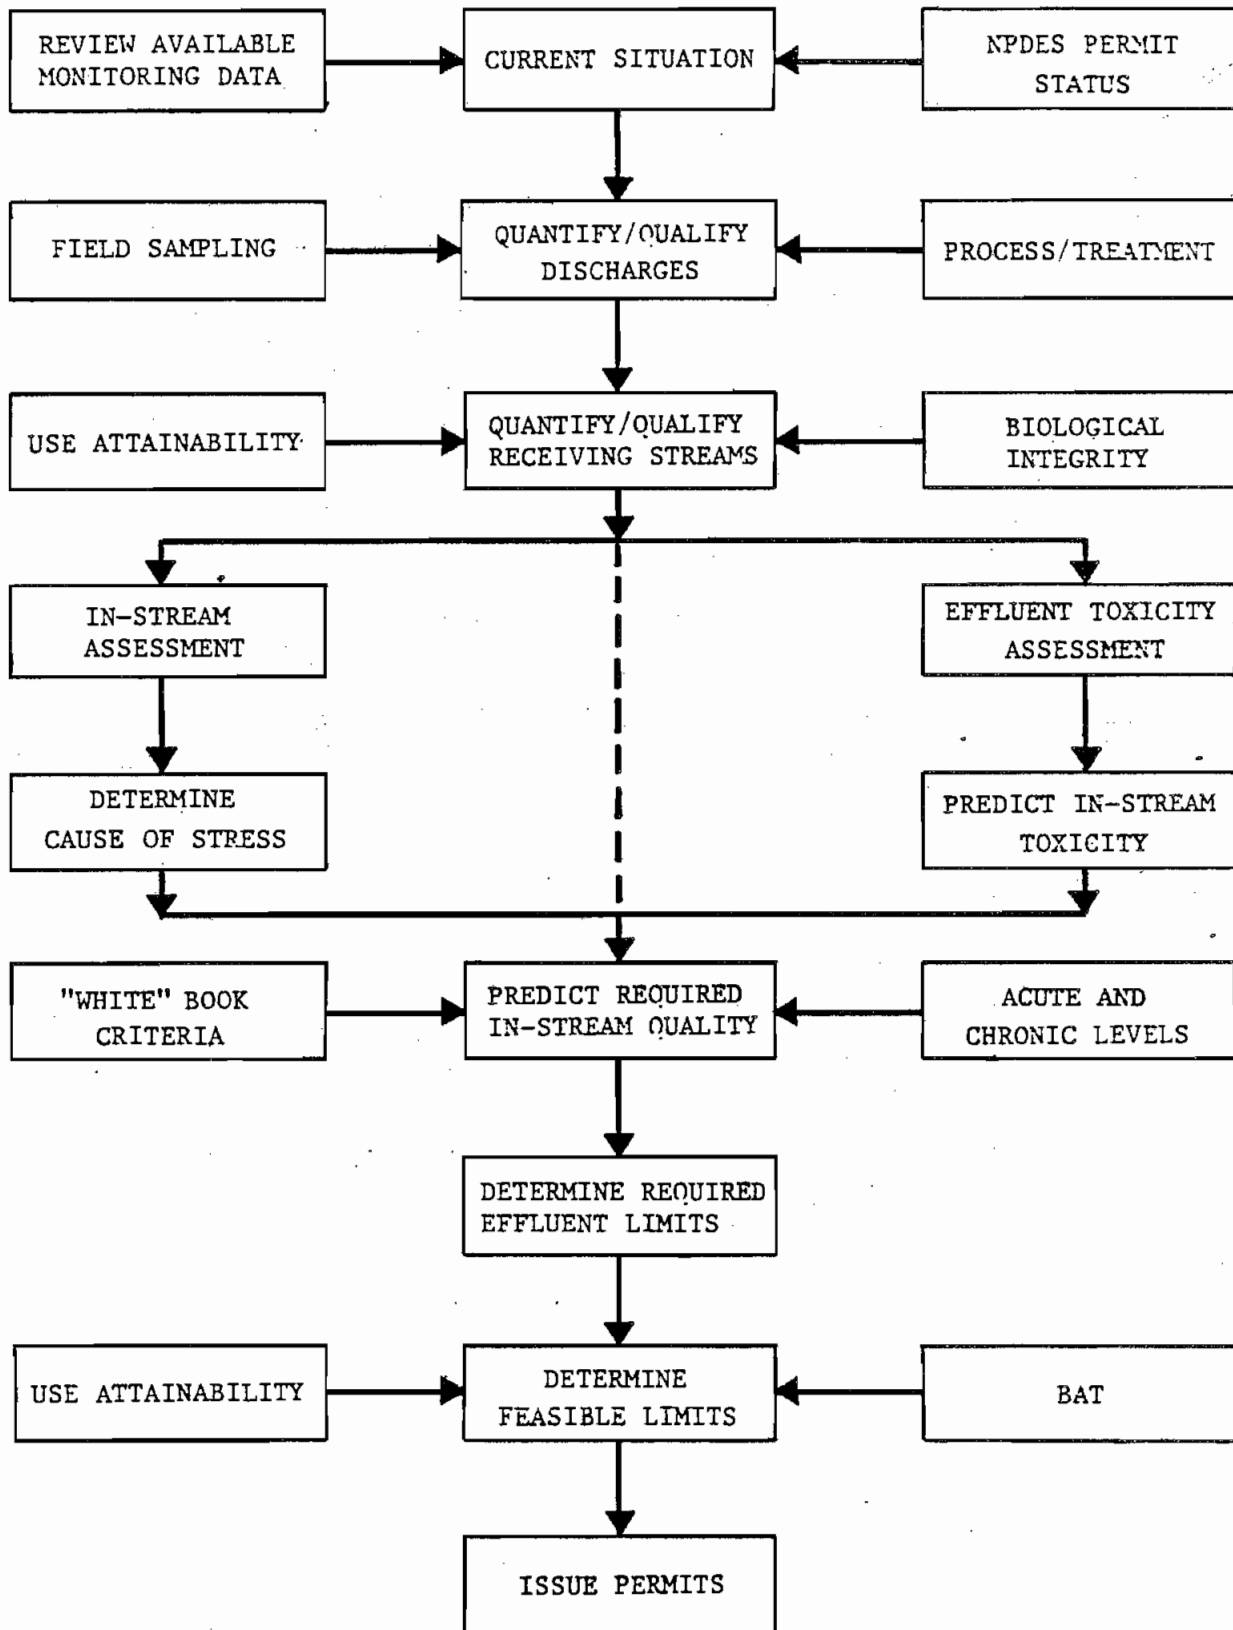 REVIEW AVAILABLE
MONITORING DATA
CURRENT SITUATION
NPDES PERMIT
STATUS
FIELD SAMPLING
QUANTIFY/QUALIFY
DISCHARGES
PROCESS/TREATMENT
USE ATTAINABILITY
QUANTIFY/QUALIFY
RECEIVING STREAMS
BIOLOGICAL
INTEGRITY
IN-STREAM
ASSESSMENT
EFFLUENT TOXICITY
ASSESSMENT
DETERMINE
CAUSE OF STRESS
PREDICT IN-STREAM
TOXICITY
"WHITE" BOOK
CRITERIA
PREDICT REQUIRED
IN-STREAM QUALITY
ACUTE AND
CHRONIC LEVELS
DETERMINE REQUIRED
EFFLUENT LIMITS
USE ATTAINABILITY
DETERMINE
FEASIBLE LIMITS
BAT
ISSUE PERMITS